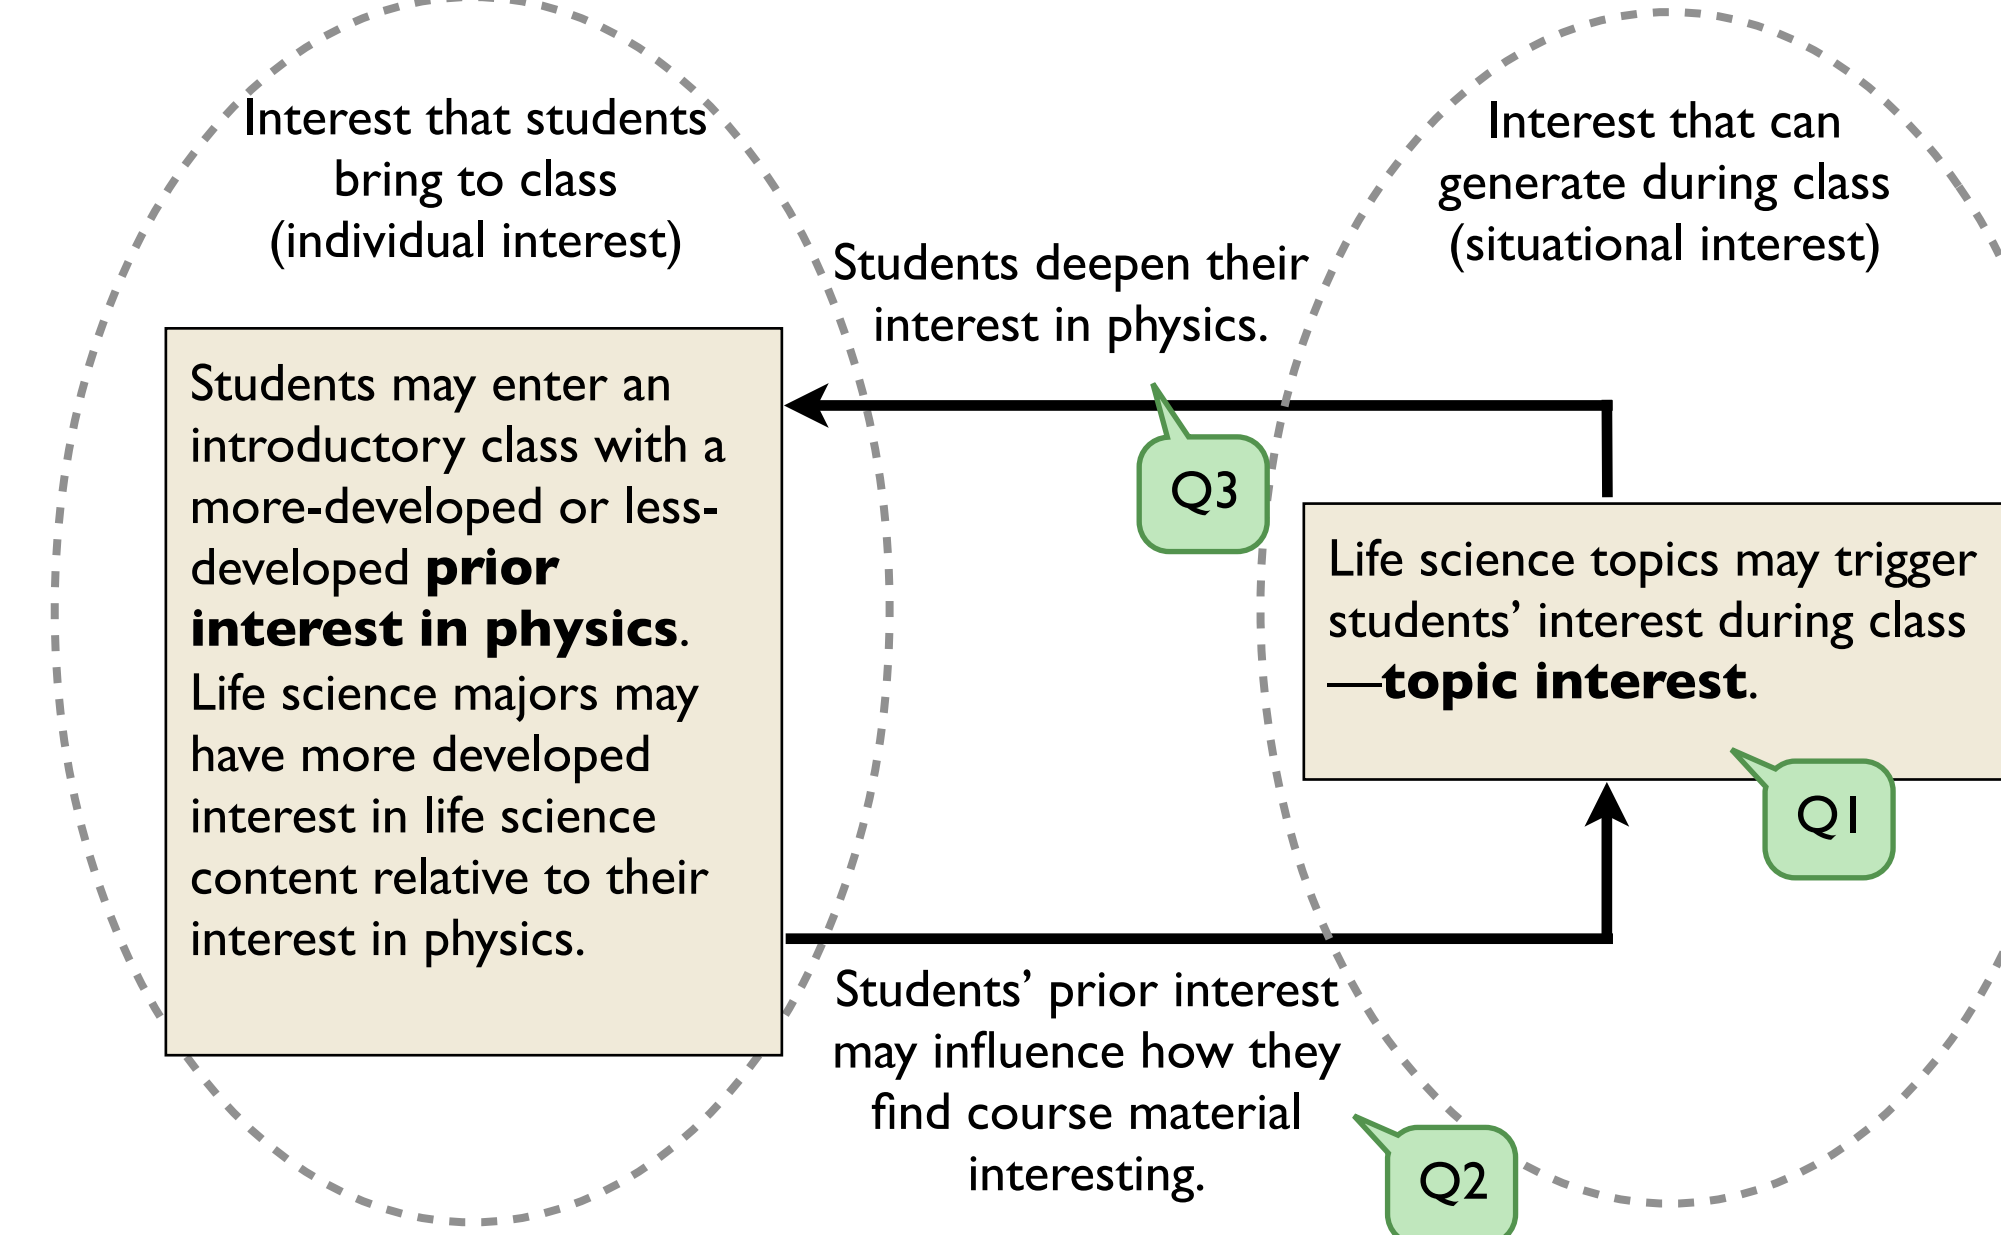 Interest that students
bring to class
(individual interest)
Students may enter an
introductory class with a
more-developed or less-
developed prior
interest in physics.
Life science majors may
have more developed
interest in life science
content relative to their
interest in physics.
Students deepen their
interest in physics.
Q3
Students’ prior interest
may influence how they
find course material
interesting.
Q2
Interest that can
generate during class
(situational interest)
Life science topics may trigger
students’ interest during class
—topic interest.
Q1